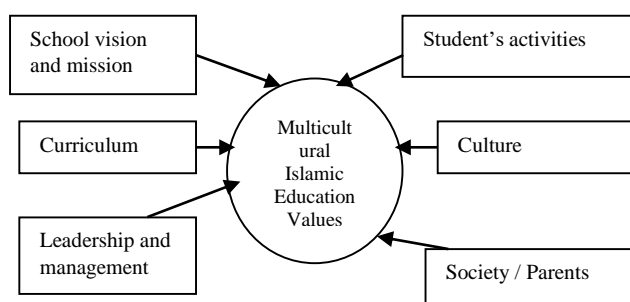 School vision
and mission
Student's activities
Multicult
ural
Islamic
Education
Values
Curriculum
Culture
Leadership and
management
Society / Parents